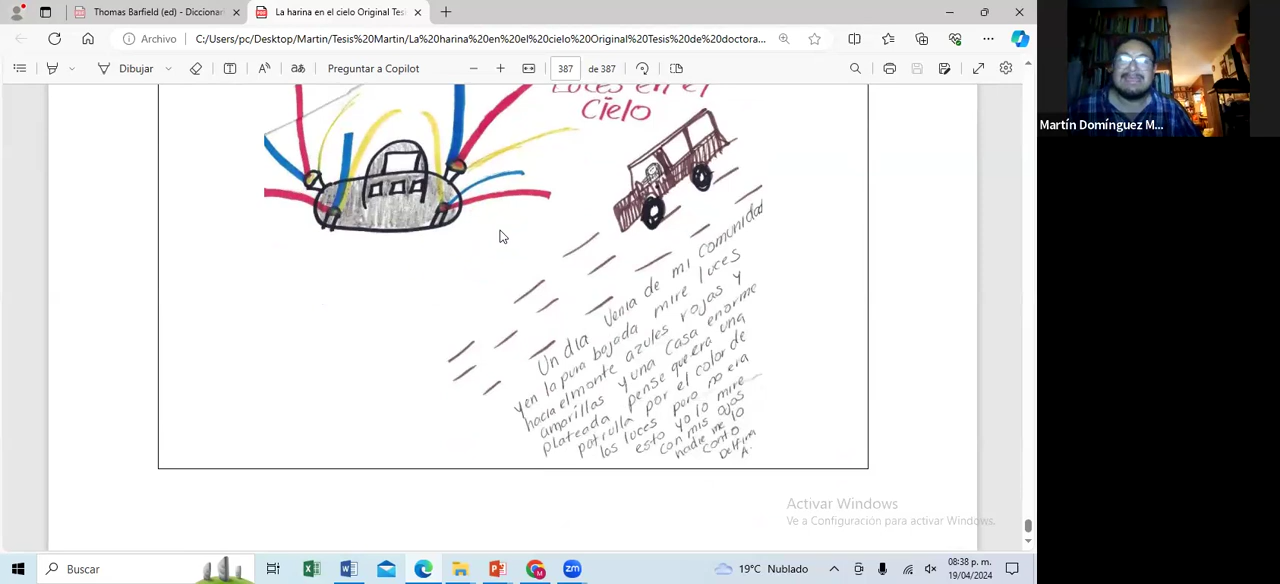 Thomas Barfield (ed) - Diccionar
La harina en el cielo Original Tes
Archivo
C:/Users/pc/Desktop/Martin/Tesis%20Martin/La%20harina%20en%20el%20cielo%20Original%20Tesis%20de%20doctora...
Dibujar
Preguntar a Copilot
387
de 387
Luces en el
Cielo
Un dia venia de mi comunidad
yen la pura bajada mire luces
hacia el monte azules rojas y
amarillas y una casa enorme
plateada pense que era una
patrulla por el color de
las luces pero no era
esto yo lo mire
con mis ojos
nadie me lo
conto
Delfina
A.
Martín Domínguez M...
Activar Windows
Ve a Configuración para activar Windows.
Buscar
19°C Nublado
08:38 p. m.
19/04/2024